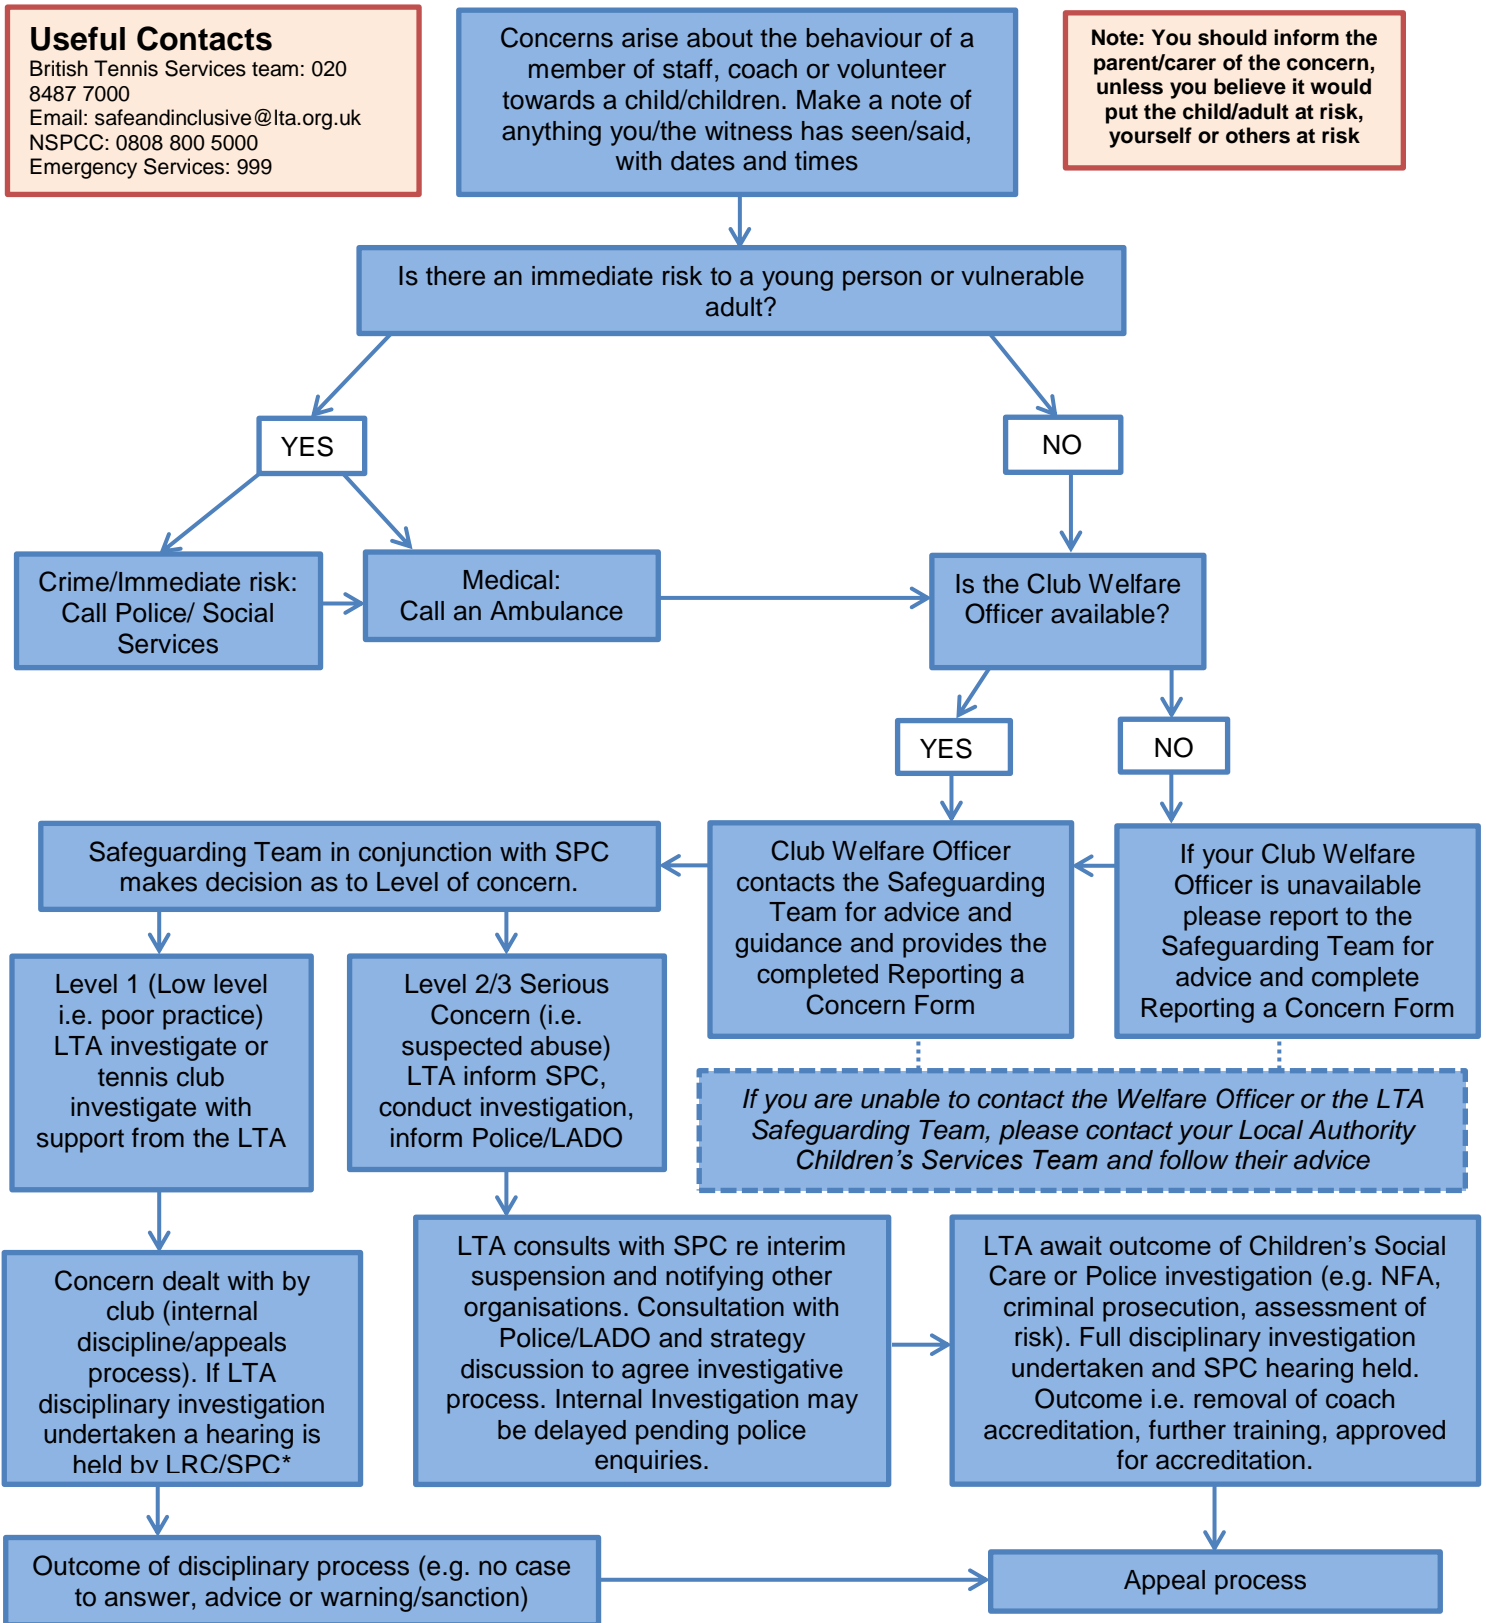 Useful Contacts
British Tennis Services team: 020
8487 7000
Email: safeandinclusive@lta.org.uk
NSPCC: 0808 800 5000
Emergency Services: 999
Concerns arise about the behaviour of a
member of staff, coach or volunteer
towards a child/children. Make a note of
anything you/the witness has seen/said,
with dates and times
Note: You should inform the
parent/carer of the concern,
unless you believe it would
put the child/adult at risk,
yourself or others at risk
Is there an immediate risk to a young person or vulnerable
adult?
YES
NO
Crime/Immediate risk:
Call Police/ Social
Services
Medical:
Call an Ambulance
Is the Club Welfare
Officer available?
YES
NO
Safeguarding Team in conjunction with SPC
makes decision as to Level of concern.
Club Welfare Officer
contacts the Safeguarding
Team for advice and
guidance and provides the
completed Reporting a
Concern Form
If your Club Welfare
Officer is unavailable
please report to the
Safeguarding Team for
advice and complete
Reporting a Concern Form
Level 1 (Low level
i.e. poor practice)
LTA investigate or
tennis club
investigate with
support from the LTA
Level 2/3 Serious
Concern (i.e.
suspected abuse)
LTA inform SPC,
conduct investigation,
inform Police/LADO
If you are unable to contact the Welfare Officer or the LTA
Safeguarding Team, please contact your Local Authority
Children's Services Team and follow their advice
Concern dealt with by
club (internal
discipline/appeals
process). If LTA
disciplinary investigation
undertaken a hearing is
held by LRC/SPC*
LTA consults with SPC re interim
suspension and notifying other
organisations. Consultation with
Police/LADO and strategy
discussion to agree investigative
process. Internal Investigation may
be delayed pending police
enquiries.
LTA await outcome of Children's Social
Care or Police investigation (e.g. NFA,
criminal prosecution, assessment of
risk). Full disciplinary investigation
undertaken and SPC hearing held.
Outcome i.e. removal of coach
accreditation, further training, approved
for accreditation.
Outcome of disciplinary process (e.g. no case
to answer, advice or warning/sanction)
Appeal process